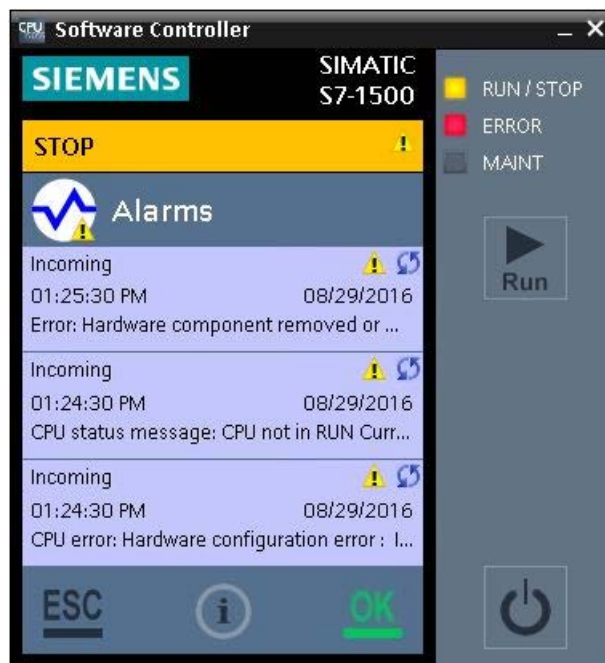 CPU Software Controller
SIEMENS
SIMATIC
S7-1500
STOP
Alarms
Incoming
01:25:30 PM 08/29/2016
Error: Hardware component removed or ...
Incoming
01:24:30 PM 08/29/2016
CPU status message: CPU not in RUN Curr...
Incoming
01:24:30 PM 08/29/2016
CPU error: Hardware configuration error : I...
ESC
OK
RUN / STOP
ERROR
MAINT
Run